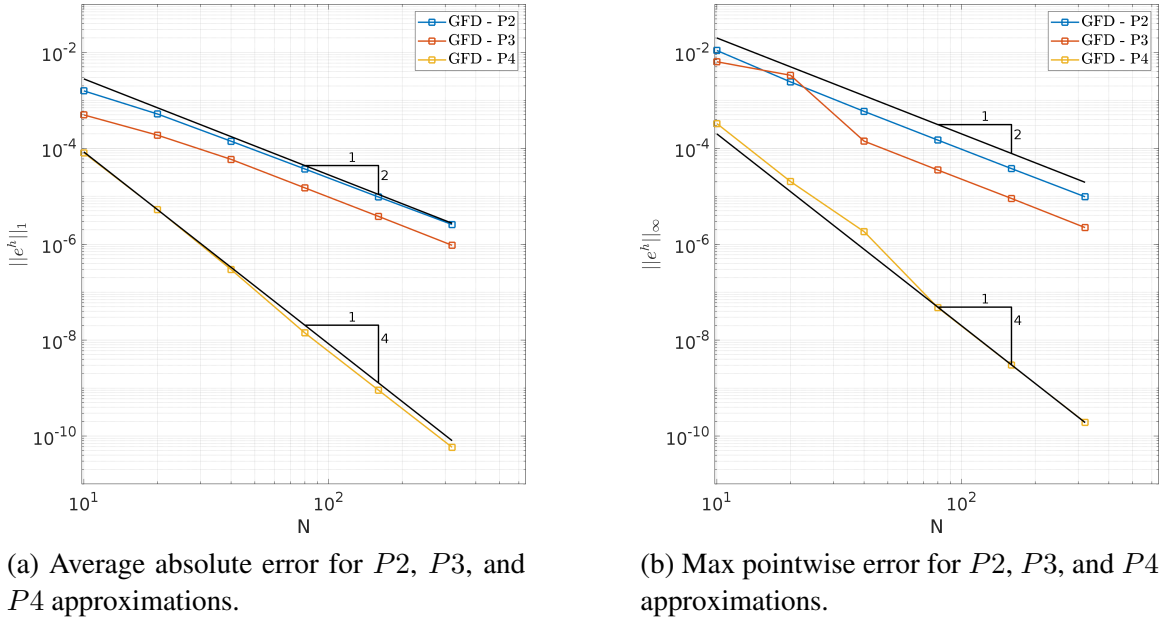 GFD - P2
GFD - P3
GFD - P4
10^-2
10^-4
10^-6
10^-8
10^-10
||e^h||_1
1
2
1
4
10^1
10^2
N
GFD - P2
GFD - P3
GFD - P4
10^-2
10^-4
10^-6
10^-8
10^-10
||e^h||_∞
1
2
1
4
10^1
10^2
N
(a) Average absolute error for P2, P3, and
P4 approximations.
(b) Max pointwise error for P2, P3, and P4
approximations.